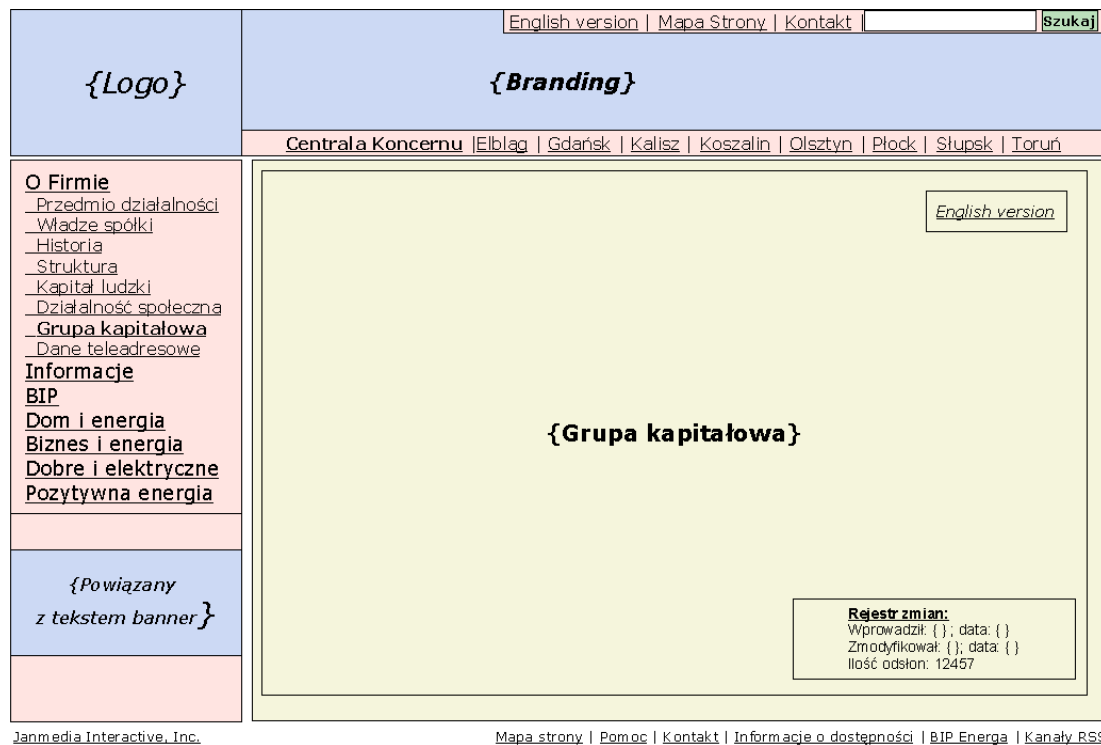 English version | Mapa Strony | Kontakt | Szukaj
{Logo}
{Branding}
Centrala Koncernu |Elbląg | Gdańsk | Kalisz | Koszalin | Olsztyn | Płock | Słupsk | Toruń
O Firmie
Przedmio działalności
Władze spółki
Historia
Struktura
Kapitał ludzki
Działalność społeczna
Grupa kapitałowa
Dane teleadresowe
Informacje
BIP
Dom i energia
Biznes i energia
Dobre i elektryczne
Pozytywna energia
{Powiązany
z tekstem banner}
English version
{Grupa kapitałowa}
Rejestr zmian:
Wprowadził: { }; data: { }
Zmodyfikował: { }; data: { }
Ilość odsłon: 12457
Janmedia Interactive, Inc.
Mapa strony | Pomoc | Kontakt | Informacje o dostępności | BIP Energa | Kanały RSS